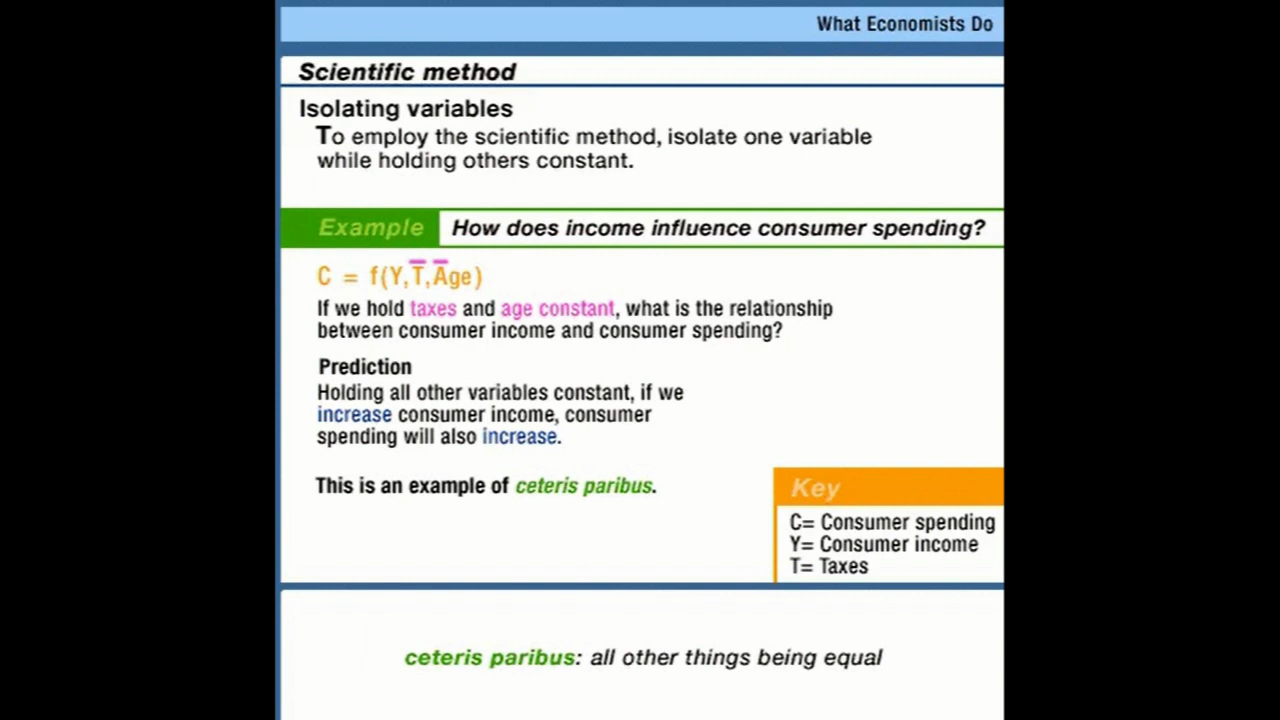 What Economists Do
Scientific method
Isolating variables
To employ the scientific method, isolate one variable
while holding others constant.
Example How does income influence consumer spending?
C = f(Y,T̅,A̅ge)
If we hold taxes and age constant, what is the relationship
between consumer income and consumer spending?
Prediction
Holding all other variables constant, if we
increase consumer income, consumer
spending will also increase.
This is an example of ceteris paribus.
Key
C= Consumer spending
Y= Consumer income
T= Taxes
ceteris paribus: all other things being equal